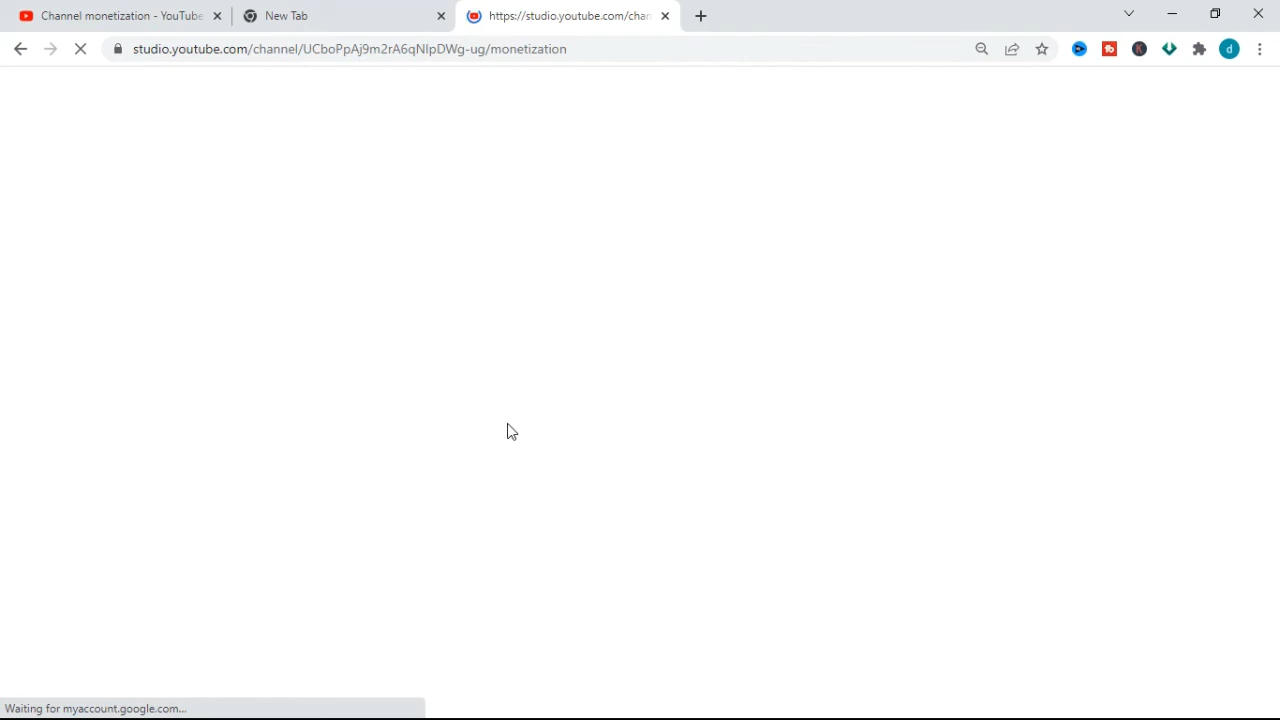 Channel monetization - YouTube
New Tab
https://studio.youtube.com/chan
studio.youtube.com/channel/UCboPpAj9m2rA6qNlpDWg-ug/monetization
K
d
Waiting for myaccount.google.com...